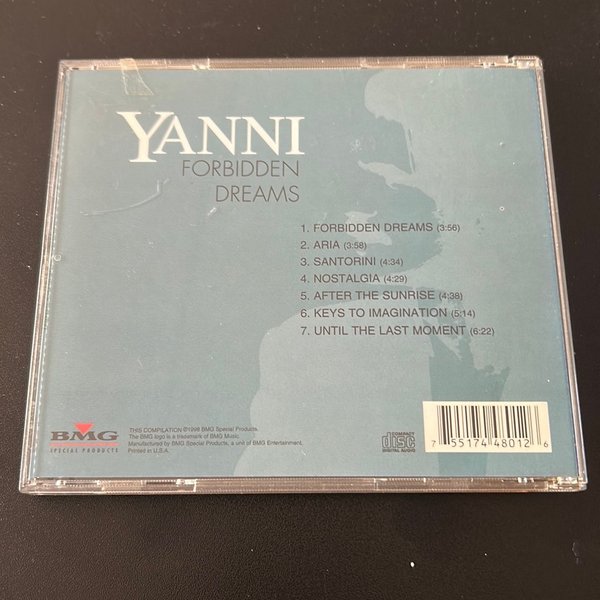 YANNI
FORBIDDEN
DREAMS
1. FORBIDDEN DREAMS (3:56)
2. ARIA (3:58)
3. SANTORINI (4:34)
4. NOSTALGIA (4:29)
5. AFTER THE SUNRISE (4:38)
6. KEYS TO IMAGINATION (5:14)
7. UNTIL THE LAST MOMENT (6:22)
BMG
SPECIAL PRODUCTS
THIS COMPILATION ©1998 BMG Special Products.
The BMG logo is a trademark of BMG Music.
Manufactured by BMG Special Products, a unit of BMG Entertainment.
Printed in U.S.A.
COMPACT
disc
DIGITAL AUDIO
7 55174 48012 6